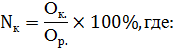 Nк = Oк. / Oр. × 100%, где: